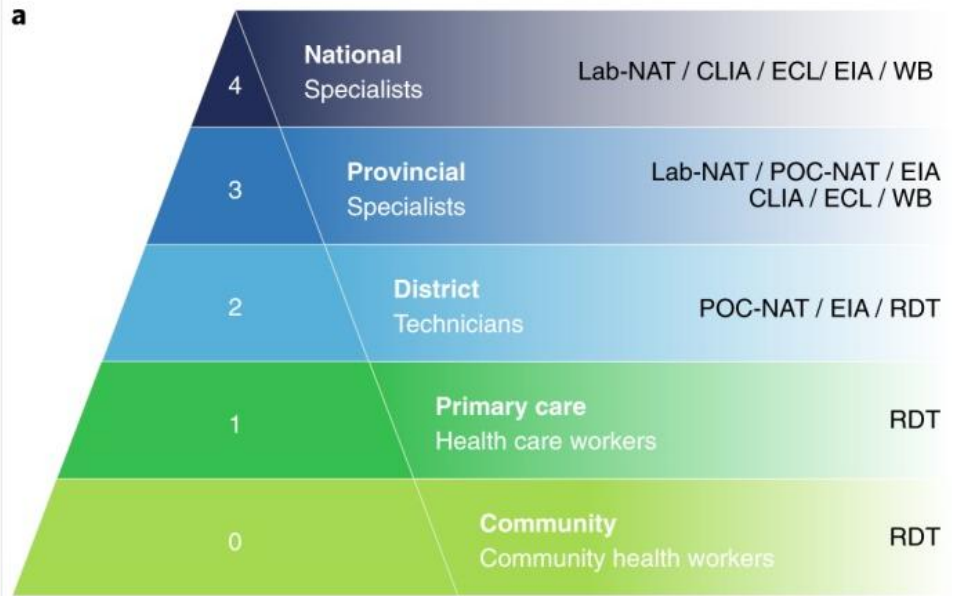 a
4
National
Specialists
Lab-NAT / CLIA / ECL/ EIA / WB
3
Provincial
Specialists
Lab-NAT / POC-NAT / EIA
CLIA / ECL / WB
2
District
Technicians
POC-NAT / EIA / RDT
1
Primary care
Health care workers
RDT
0
Community
Community health workers
RDT